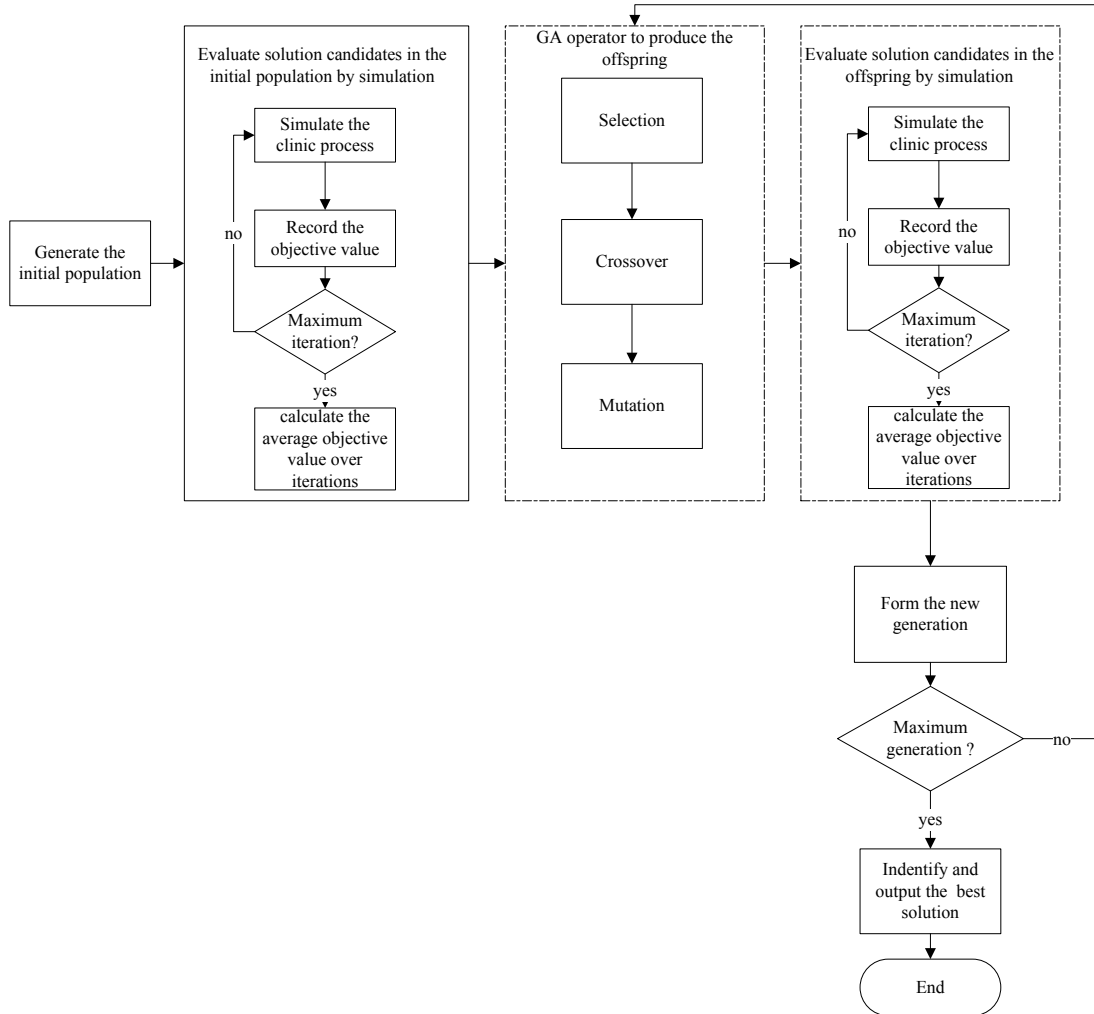 Generate the
initial population
Evaluate solution candidates in the
initial population by simulation
Simulate the
clinic process
no
Record the
objective value
Maximum
iteration?
yes
calculate the
average objective
value over
iterations
GA operator to produce the
offspring
Selection
Crossover
Mutation
Evaluate solution candidates in the
offspring by simulation
Simulate the
clinic process
no
Record the
objective value
Maximum
iteration?
yes
calculate the
average objective
value over
iterations
Form the new
generation
Maximum
generation ?
no
yes
Indentify and
output the  best
solution
End